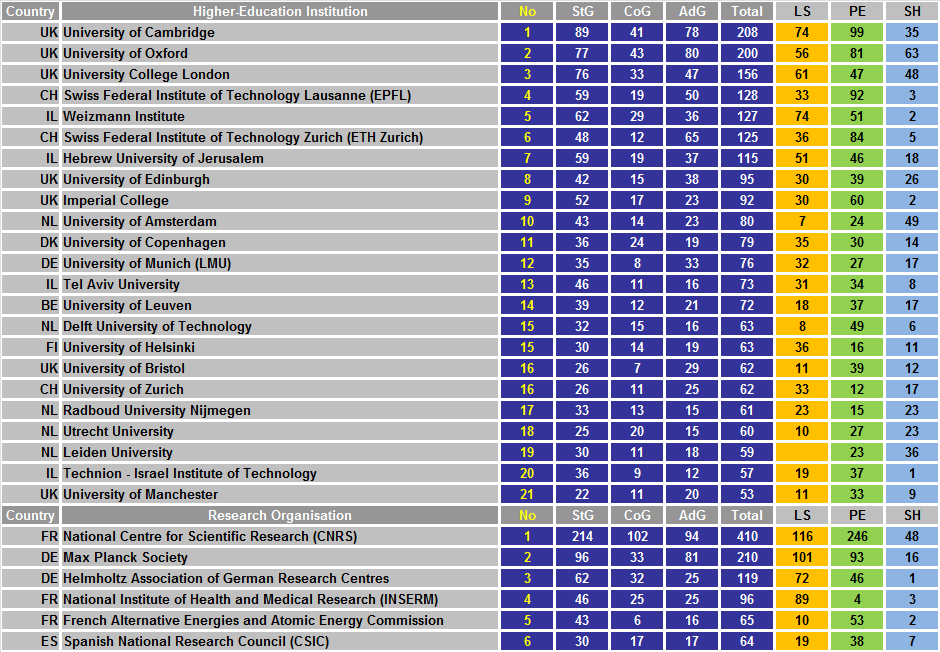 Country Higher-Education Institution No StG CoG AdG Total LS PE SH
UK University of Cambridge 1 89 41 78 208 74 99 35
UK University of Oxford 2 77 43 80 200 56 81 63
UK University College London 3 76 33 47 156 61 47 48
CH Swiss Federal Institute of Technology Lausanne (EPFL) 4 59 19 50 128 33 92 3
IL Weizmann Institute 5 62 29 36 127 74 51 2
CH Swiss Federal Institute of Technology Zurich (ETH Zurich) 6 48 12 65 125 36 84 5
IL Hebrew University of Jerusalem 7 59 19 37 115 51 46 18
UK University of Edinburgh 8 42 15 38 95 30 39 26
UK Imperial College 9 52 17 23 92 30 60 2
NL University of Amsterdam 10 43 14 23 80 7 24 49
DK University of Copenhagen 11 36 24 19 79 35 30 14
DE University of Munich (LMU) 12 35 8 33 76 32 27 17
IL Tel Aviv University 13 46 11 16 73 31 34 8
BE University of Leuven 14 39 12 21 72 18 37 17
NL Delft University of Technology 15 32 15 16 63 8 49 6
FI University of Helsinki 15 30 14 19 63 36 16 11
UK University of Bristol 16 26 7 29 62 11 39 12
CH University of Zurich 16 26 11 25 62 33 12 17
NL Radboud University Nijmegen 17 33 13 15 61 23 15 23
NL Utrecht University 18 25 20 15 60 10 27 23
NL Leiden University 19 30 11 18 59 23 36
IL Technion - Israel Institute of Technology 20 36 9 12 57 19 37 1
UK University of Manchester 21 22 11 20 53 11 33 9
Country Research Organisation No StG CoG AdG Total LS PE SH
FR National Centre for Scientific Research (CNRS) 1 214 102 94 410 116 246 48
DE Max Planck Society 2 96 33 81 210 101 93 16
DE Helmholtz Association of German Research Centres 3 62 32 25 119 72 46 1
FR National Institute of Health and Medical Research (INSERM) 4 46 25 25 96 89 4 3
FR French Alternative Energies and Atomic Energy Commission 5 43 6 16 65 10 53 2
ES Spanish National Research Council (CSIC) 6 30 17 17 64 19 38 7